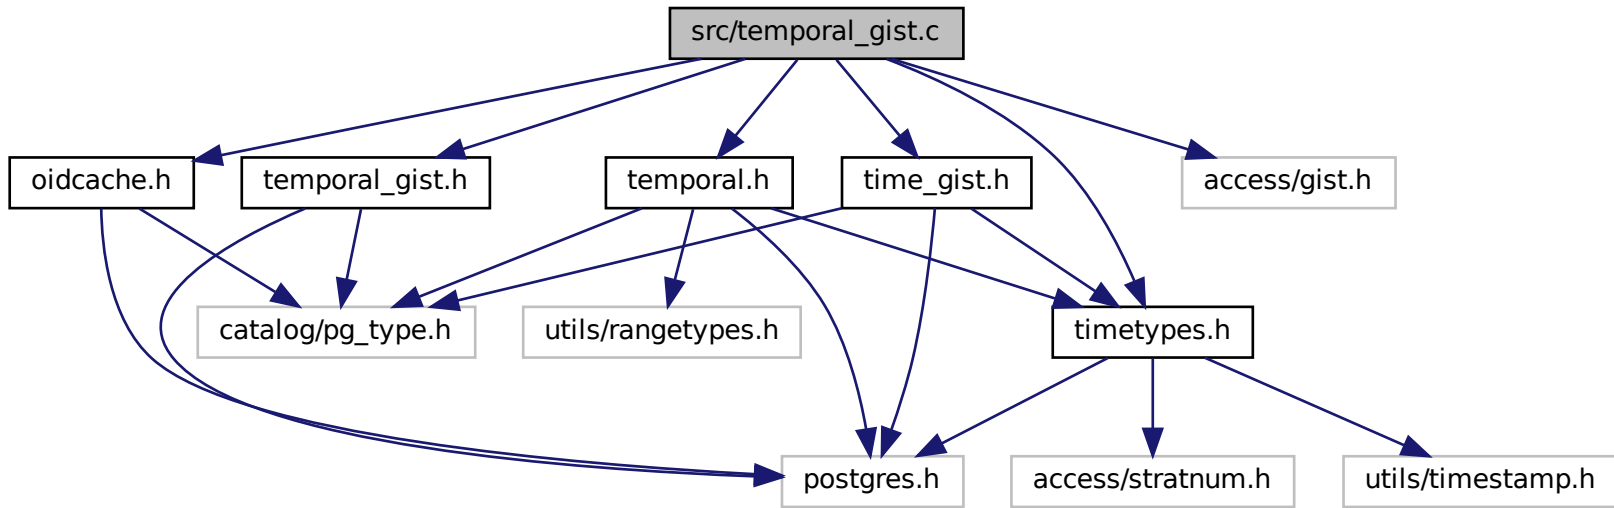 src/temporal_gist.c
oidcache.h
temporal_gist.h
temporal.h
time_gist.h
access/gist.h
catalog/pg_type.h
utils/rangetypes.h
timetypes.h
postgres.h
access/stratnum.h
utils/timestamp.h